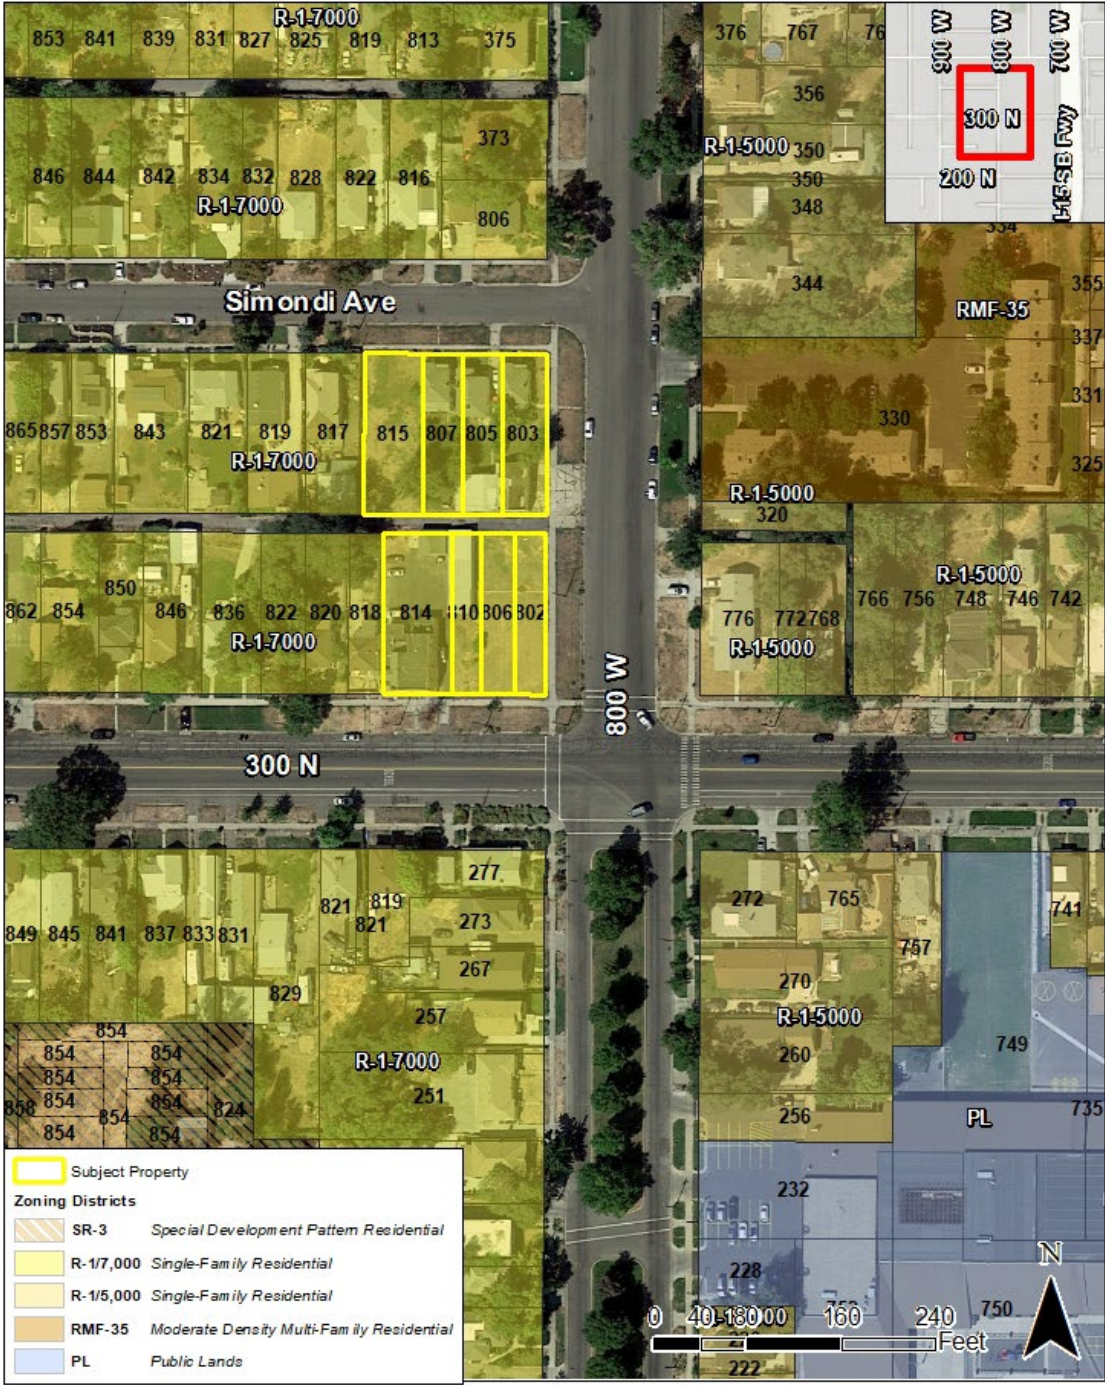 R-1-7000
853 841 839 831 827 825 819 813 375
376 767
900 W 800 W 700 W
300 N
200 N
I-15 SB Fwy
373
846 844 842 834 832 828 822 816
R-1-7000
806
356
R-1-5000
350
350
348
344
334
Simondi Ave
RMF-35
355
337
331
325
330
865 857 853 843 821 819 817 815 807 805 803
R-1-7000
R-1-5000
320
R-1-5000
862 854 850 846 836 822 820 818 814 810 806 802
R-1-7000
776 772 768
R-1-5000
766 756 748 746 742
800 W
300 N
277
821 819
821
273
267
849 845 841 837 833 831
829
257
R-1-7000
251
272 765
757
741
270
R-1-5000
260
256
749
735
PL
854
854 854
854 854
854 854
858 854 824
854 854
232
228
222
750
Subject Property
Zoning Districts
SR-3 Special Development Pattern Residential
R-1/7,000 Single-Family Residential
R-1/5,000 Single-Family Residential
RMF-35 Moderate Density Multi-Family Residential
PL Public Lands
N
0 40 80 160 240
Feet